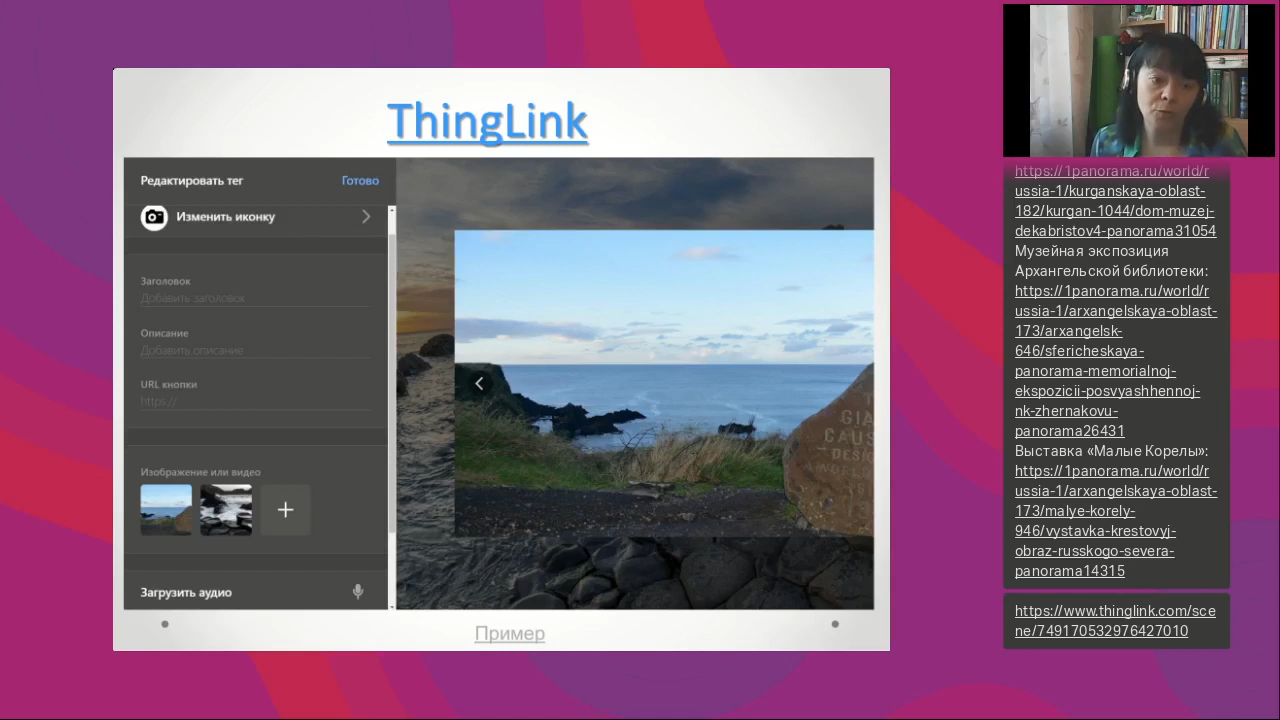 ThingLink
Редактировать тег
Готово
Изменить иконку
Заголовок
Добавить заголовок
Описание
Добавить описание
URL кнопки
https://
Изображение или видео
Загрузить аудио
GIA
CAUS
DESI
Пример
https://1panorama.ru/world/r
ussia-1/kurganskaya-oblast-
182/kurgan-1044/dom-muzej-
dekabristov4-panorama31054
Музейная экспозиция
Архангельской библиотеки:
https://1panorama.ru/world/r
ussia-1/arxangelskaya-oblast-
173/arxangelsk-
646/sfericheskaya-
panorama-memorialnoj-
ekspozicii-posvyashhennoj-
nk-zhernakovu-
panorama26431
Выставка «Малые Корелы»:
https://1panorama.ru/world/r
ussia-1/arxangelskaya-oblast-
173/malye-korely-
946/vystavka-krestovyj-
obraz-russkogo-severa-
panorama14315
https://www.thinglink.com/sce
ne/749170532976427010